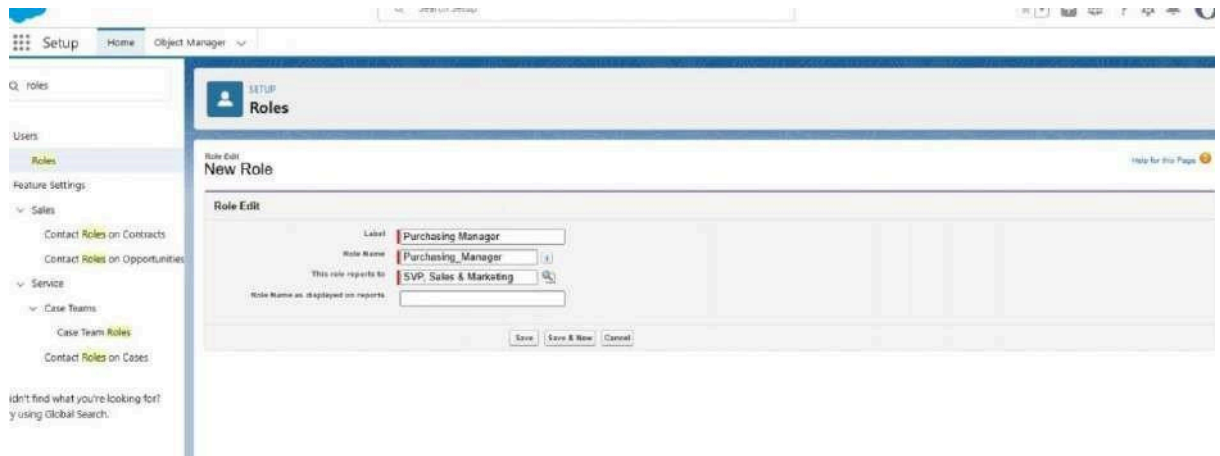 Search Setup
Setup Home Object Manager
roles
SETUP
Roles
Users
Roles
Role Edit
New Role
Help for this Page
Feature Settings
Role Edit
Sales
Contact Roles on Contracts
Label Purchasing Manager
Role Name Purchasing_Manager
Contact Roles on Opportunities
This role reports to SVP, Sales & Marketing
Service
Role Name as displayed on reports
Case Teams
Case Team Roles
Save Save & New Cancel
Contact Roles on Cases
idn't find what you're looking for?
y using Global Search.